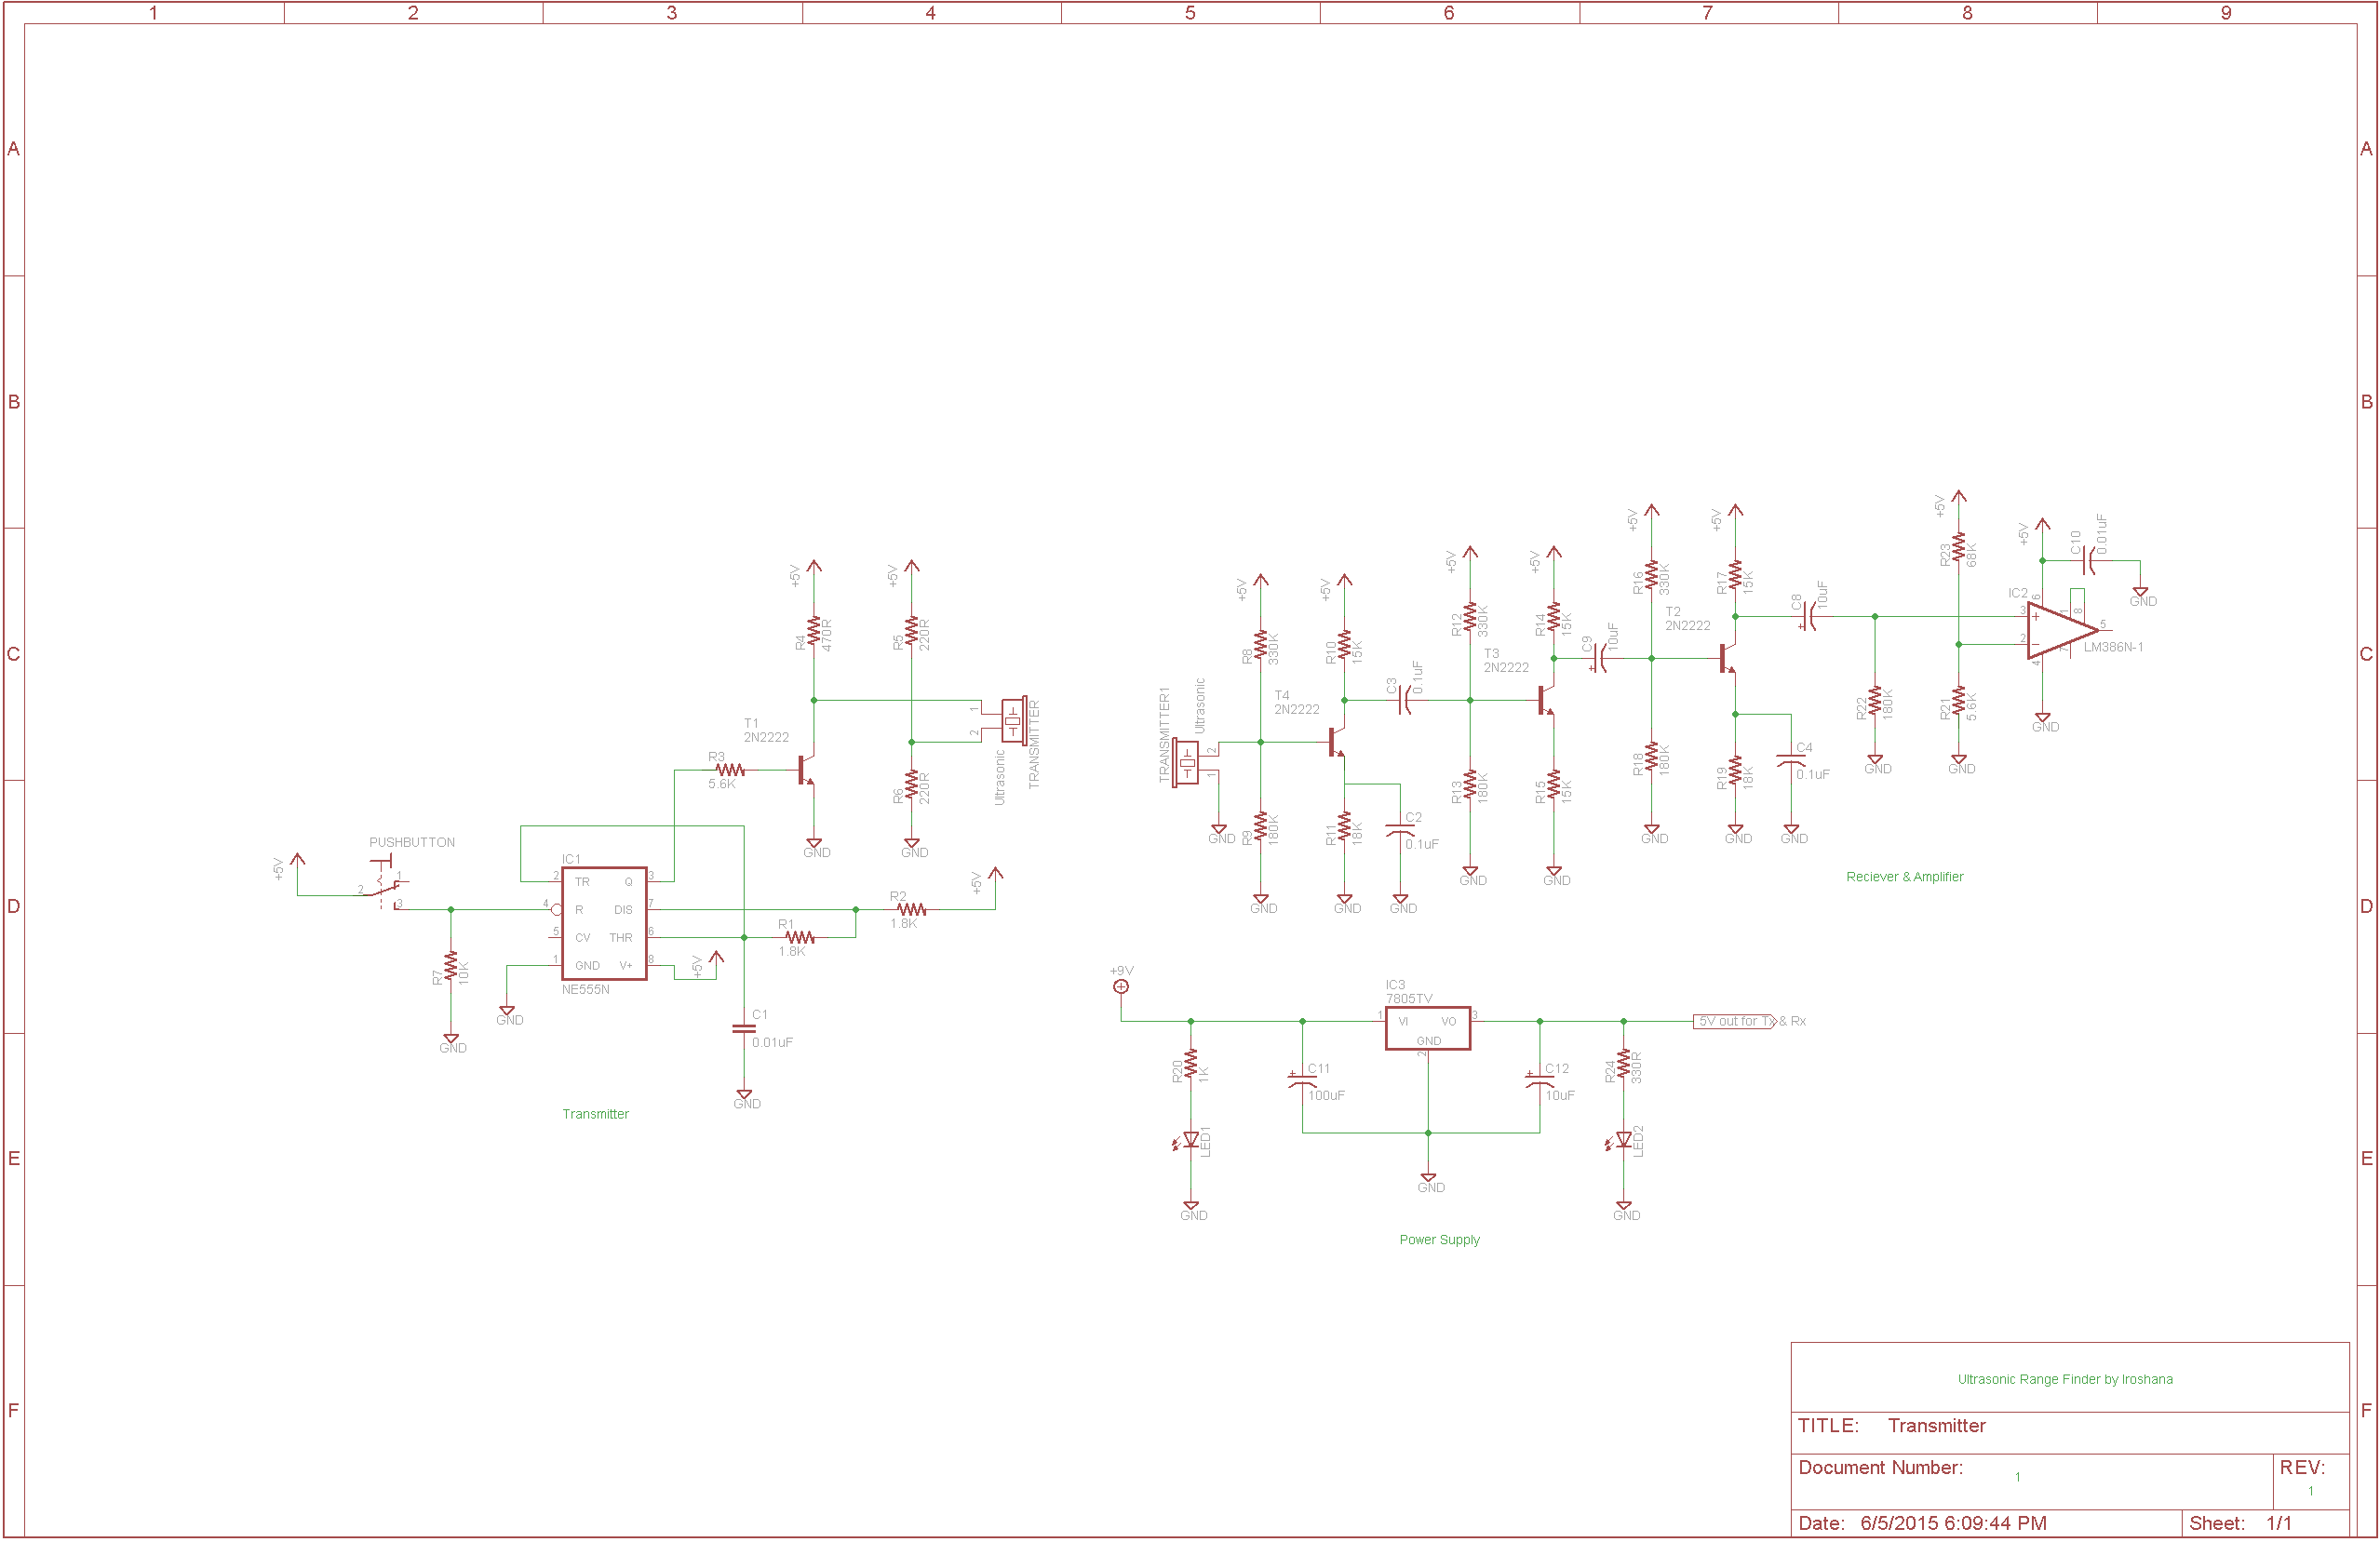 1 2 3 4 5 6 7 8 9
A A
B B
C C
D D
E E
F F
+5V
PUSHBUTTON
1
2
3
R7
10K
GND
IC1
2 TR Q 3
4 R DIS 7
5 CV THR 6
1 GND V+ 8
NE555N
GND
+5V
R3
5.6K
T1
2N2222
+5V
R4
470R
GND
+5V
R5
220R
R6
220R
GND
1
2
Ultrasonic
TRANSMITTER
R2
1.8K
+5V
R1
1.8K
C1
0.01uF
GND
Transmitter
TRANSMITTER1
Ultrasonic
2
1
GND
+5V
R8
330K
R9
180K
GND
T4
2N2222
+5V
R10
15K
R11
18K
GND
C2
0.1uF
GND
C3
0.1uF
+5V
R12
330K
R13
180K
GND
T3
2N2222
+5V
R14
15K
R15
15K
GND
C9
10uF
+
+5V
R16
330K
R18
180K
GND
T2
2N2222
+5V
R17
15K
R19
18K
GND
C4
0.1uF
GND
C8
10uF
+
R22
180K
GND
+5V
R23
68K
R21
5.6K
GND
+5V
C10
0.01uF
GND
IC2
6
3 +
2 -
1
8
5
7
4
LM386N-1
GND
Reciever & Amplifier
+9V
R20
1K
LED1
GND
C11
100uF
+
IC3
7805TV
1 VI VO 3
GND
2
GND
C12
10uF
+
R24
330R
LED2
GND
5V out for Tx & Rx
Power Supply
Ultrasonic Range Finder by Iroshana
TITLE: Transmitter
Document Number: 1
REV: 1
Date: 6/5/2015 6:09:44 PM
Sheet: 1/1